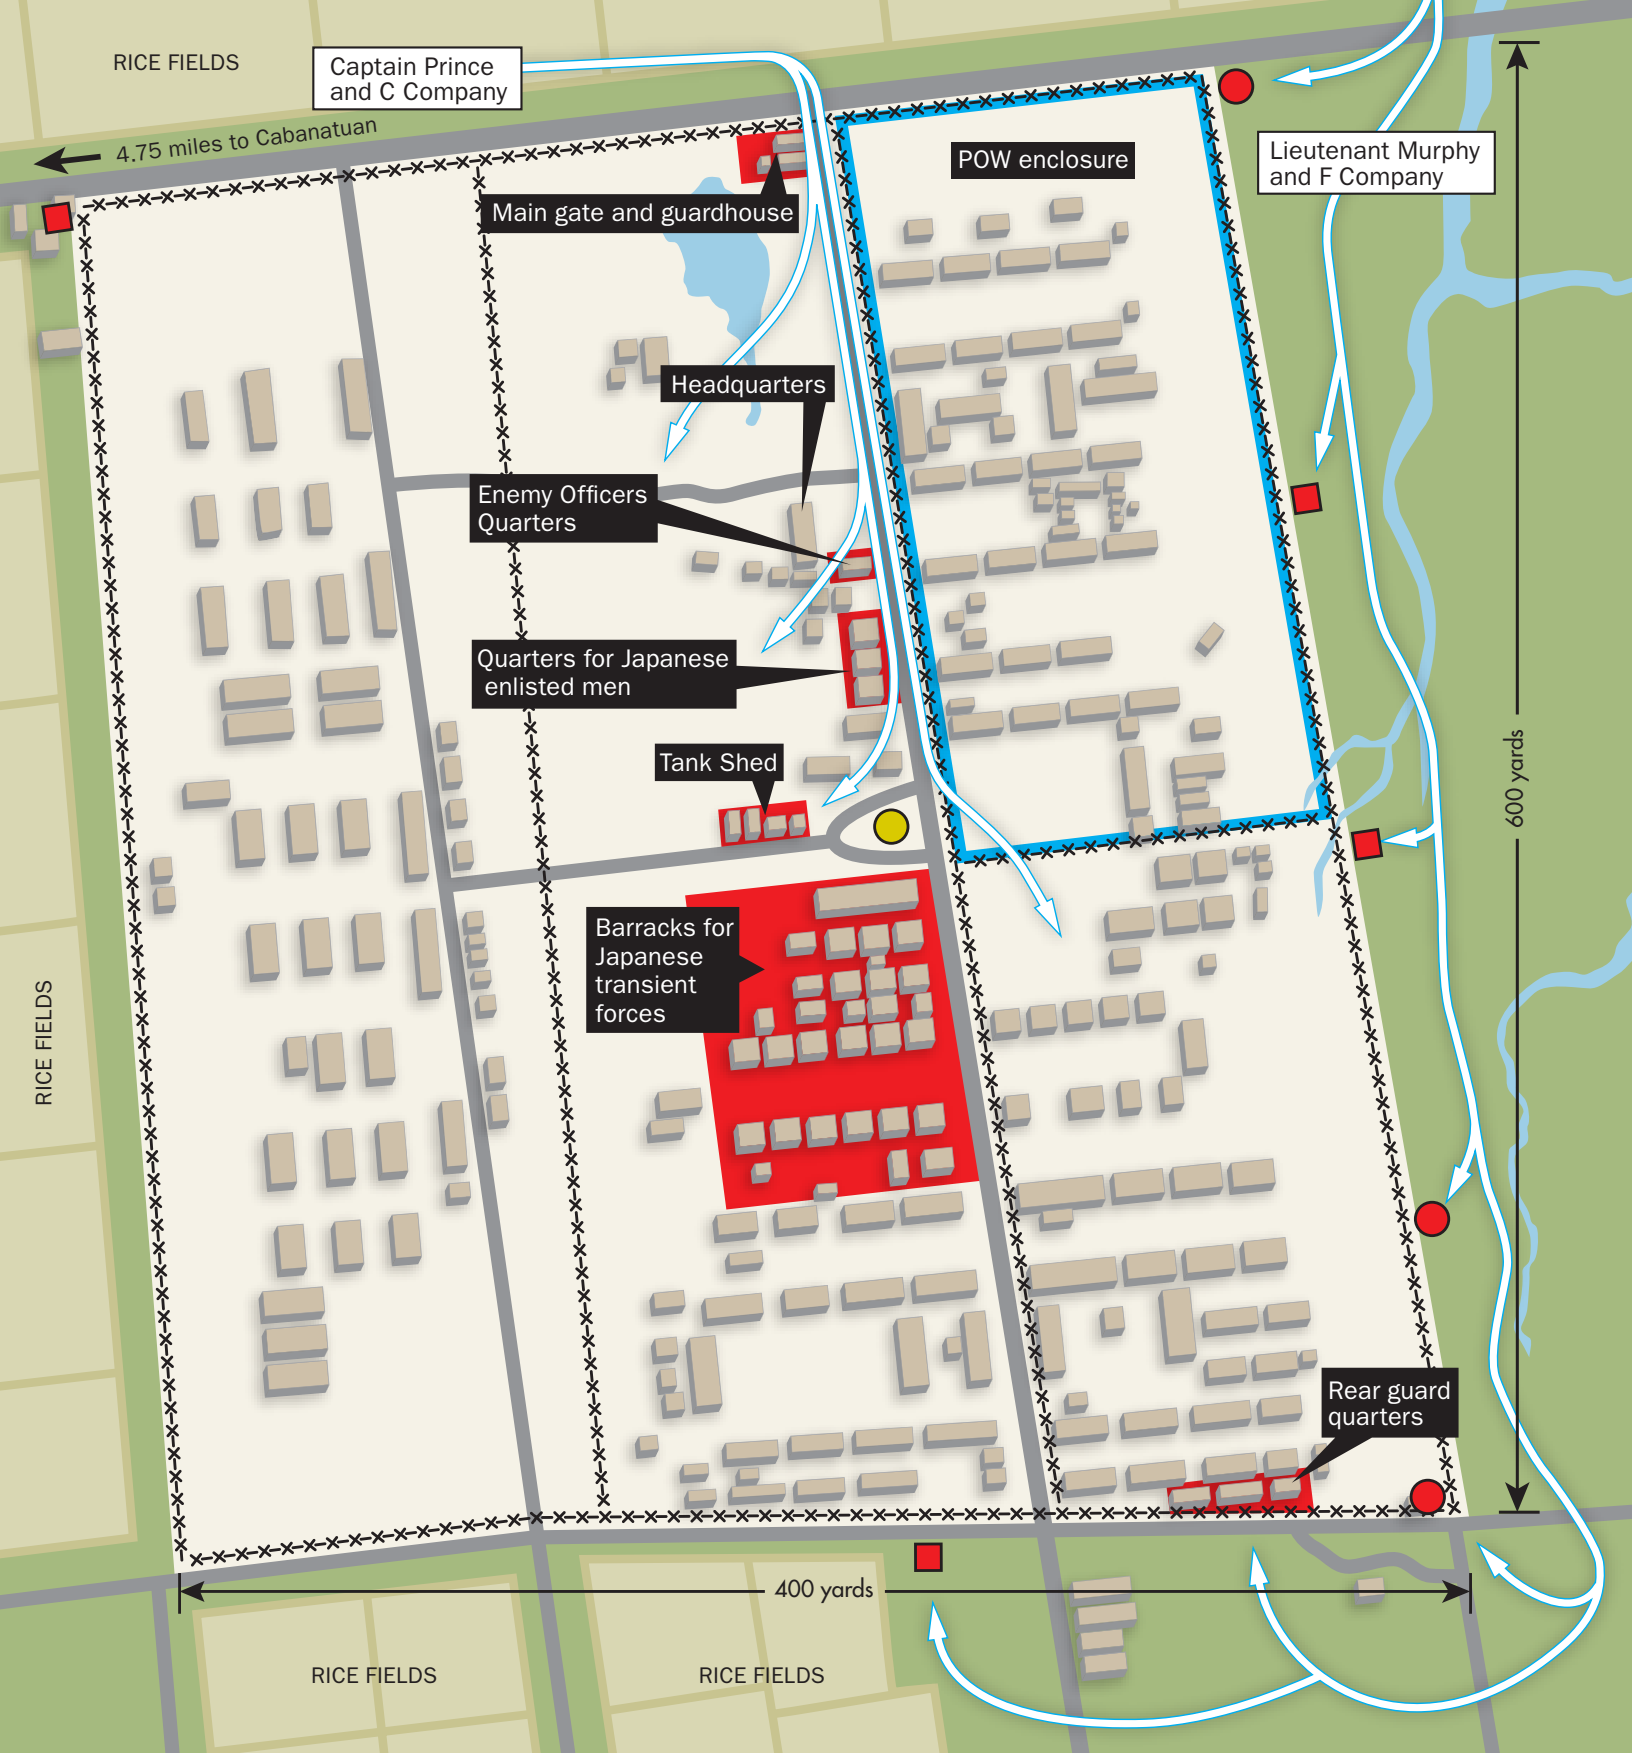 RICE FIELDS
Captain Prince
and C Company
4.75 miles to Cabanatuan
POW enclosure
Lieutenant Murphy
and F Company
Main gate and guardhouse
Headquarters
Enemy Officers
Quarters
Quarters for Japanese
enlisted men
Tank Shed
600 yards
Barracks for
Japanese
transient
forces
RICE FIELDS
Rear guard
quarters
400 yards
RICE FIELDS
RICE FIELDS